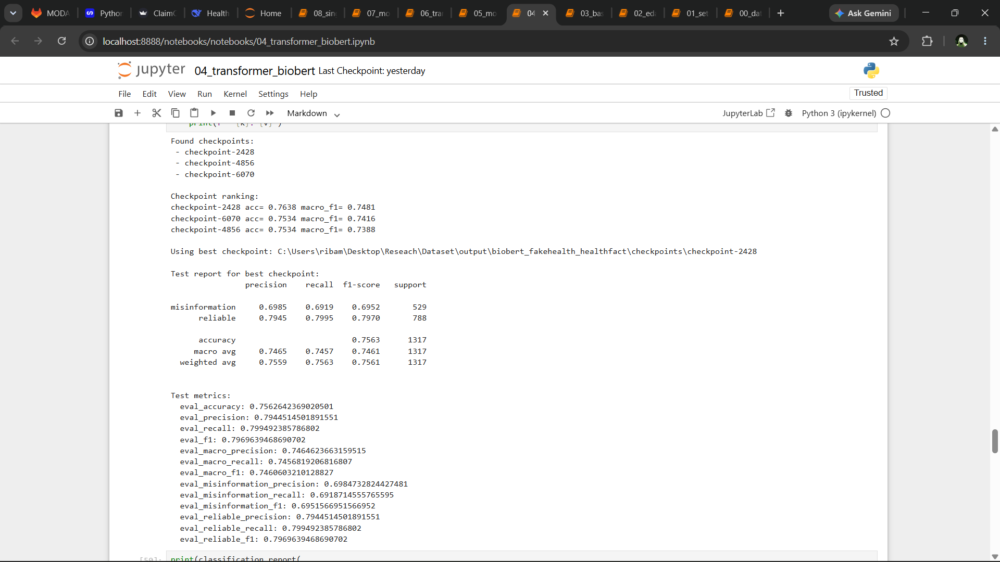 MODA
Python
Claim
Health
Home
08_sin
07_mo
06_tra
05_mo
04
03_bas
02_eda
01_set
00_dat
Ask Gemini
localhost:8888/notebooks/notebooks/04_transformer_biobert.ipynb
jupyter 04_transformer_biobert Last Checkpoint: yesterday
File Edit View Run Kernel Settings Help Trusted
Markdown JupyterLab Python 3 (ipykernel)
Found checkpoints:
- checkpoint-2428
- checkpoint-4856
- checkpoint-6070
Checkpoint ranking:
checkpoint-2428 acc= 0.7638 macro_f1= 0.7481
checkpoint-6070 acc= 0.7534 macro_f1= 0.7416
checkpoint-4856 acc= 0.7534 macro_f1= 0.7388
Using best checkpoint: C:\Users\ribam\Desktop\Reseach\Dataset\output\biobert_fakehealth_healthfact\checkpoints\checkpoint-2428
Test report for best checkpoint:
precision recall f1-score support
misinformation 0.6985 0.6919 0.6952 529
reliable 0.7945 0.7995 0.7970 788
accuracy 0.7563 1317
macro avg 0.7465 0.7457 0.7461 1317
weighted avg 0.7559 0.7563 0.7561 1317
Test metrics:
eval_accuracy: 0.7562642369020501
eval_precision: 0.7944514501891551
eval_recall: 0.799492385786802
eval_f1: 0.7969639468690702
eval_macro_precision: 0.7464623663159515
eval_macro_recall: 0.7456819206816807
eval_macro_f1: 0.7460603210128827
eval_misinformation_precision: 0.6984732824427481
eval_misinformation_recall: 0.6918714555765595
eval_misinformation_f1: 0.6951566951566952
eval_reliable_precision: 0.7944514501891551
eval_reliable_recall: 0.799492385786802
eval_reliable_f1: 0.7969639468690702
[50]: print(classification_report(